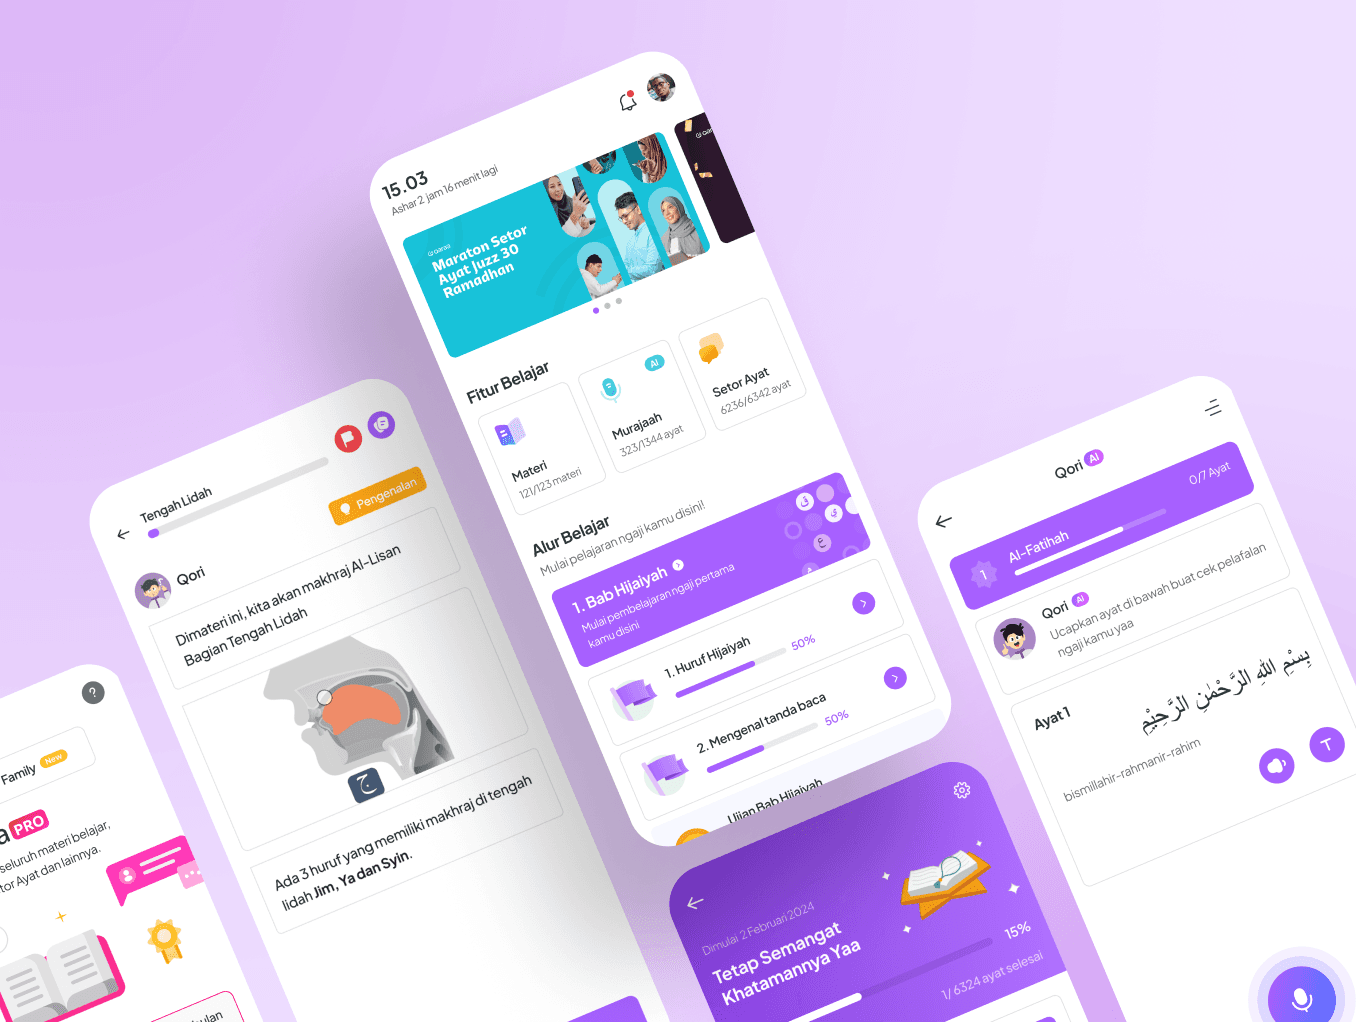 15.03
Ashar 2 jam 16 menit lagi
Qaraa
Maraton Setor
Ayat Juzz 30
Ramadhan
Fitur Belajar
Materi
121/123 materi
AI
Murajaah
323/1344 ayat
Setor Ayat
6236/6342 ayat
Alur Belajar
Mulai pelajaran ngaji kamu disini!
1. Bab Hijaiyah
Mulai pembelajaran ngaji pertama
kamu disini
ق
ي
ع
1. Huruf Hijaiyah
50%
2. Mengenal tanda baca
50%
Ujian Bab Hijaiyah
Tengah Lidah
Pengenalan
Qori
Dimateri ini, kita akan makhraj Al-Lisan
Bagian Tengah Lidah
ج
Ada 3 huruf yang memiliki makhraj di tengah
lidah Jim, Ya dan Syin.
?
Family New
a PRO
seluruh materi belajar,
tor Ayat dan lainnya.
ulan
Dimulai 2 Februari 2024
Tetap Semangat
Khatamannya Yaa
15%
1/ 6324 ayat selesai
Qori AI
0/7 Ayat
1
Al-Fatihah
Qori AI
Ucapkan ayat di bawah buat cek pelafalan
ngaji kamu yaa
Ayat 1
بِسْمِ اللهِ الرَّحْمٰنِ الرَّحِيْمِ
bismillahir-rahmanir-rahim
T